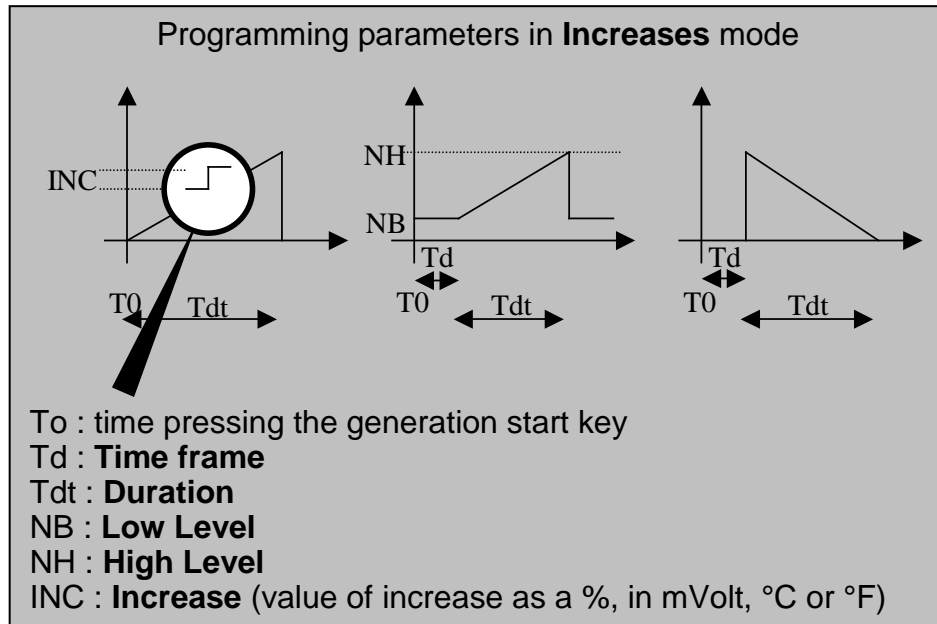 Programming parameters in Increases mode
INC
T0
Tdt
NH
NB
Td
T0
Tdt
Td
T0
Tdt
To : time pressing the generation start key
Td : Time frame
Tdt : Duration
NB : Low Level
NH : High Level
INC : Increase (value of increase as a %, in mVolt, °C or °F)